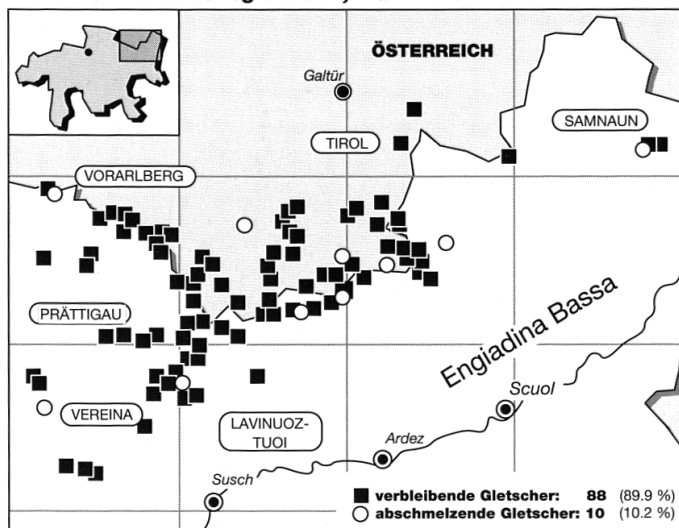 ÖSTERREICH
Galtür
SAMNAUN
TIROL
VORARLBERG
PRÄTTIGAU
Engiadina Bassa
Scuol
VEREINA
LAVINUOZ-
TUOI
Ardez
Susch
verbleibende Gletscher: 88 (89.9 %)
abschmelzende Gletscher: 10 (10.2 %)